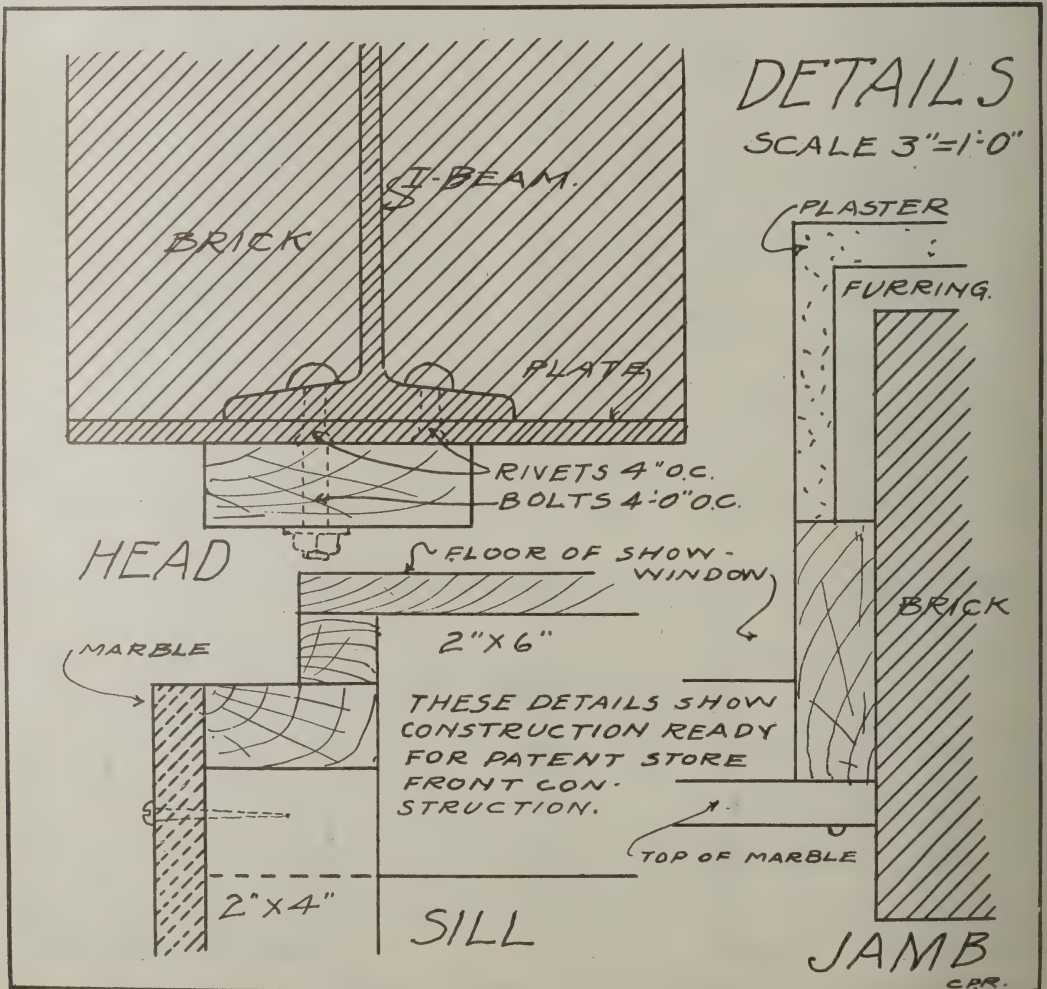 DETAILS
SCALE 3"=1'-0"
I-BEAM.
BRICK
PLATE
RIVETS 4" O.C.
BOLTS 4'-0" O.C.
HEAD
PLASTER
FURRING.
BRICK
FLOOR OF SHOW-
WINDOW
MARBLE
2"X6"
THESE DETAILS SHOW
CONSTRUCTION READY
FOR PATENT STORE
FRONT CON-
STRUCTION.
TOP OF MARBLE
2"X4"
SILL
JAMB
C.P.R.